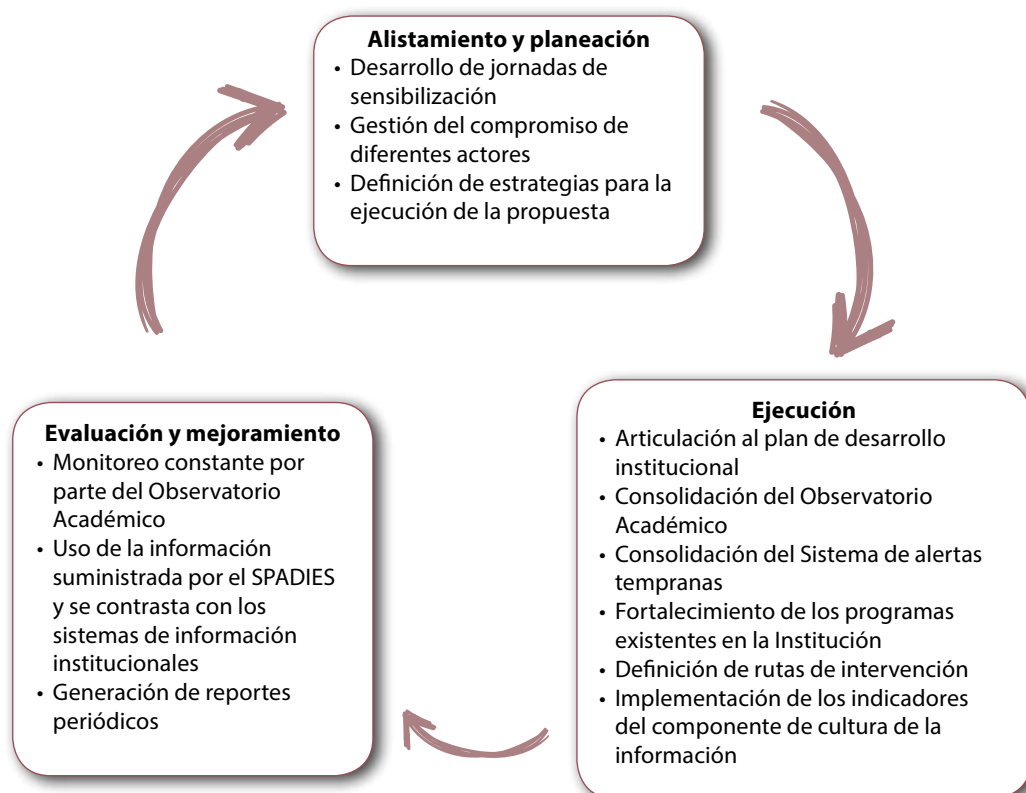 Alistamiento y planeación
• Desarrollo de jornadas de
sensibilización
• Gestión del compromiso de
diferentes actores
• Definición de estrategias para la
ejecución de la propuesta
Ejecución
• Articulación al plan de desarrollo
institucional
• Consolidación del Observatorio
Académico
• Consolidación del Sistema de alertas
tempranas
• Fortalecimiento de los programas
existentes en la Institución
• Definición de rutas de intervención
• Implementación de los indicadores
del componente de cultura de la
información
Evaluación y mejoramiento
• Monitoreo constante por
parte del Observatorio
Académico
• Uso de la información
suministrada por el SPADIES
y se contrasta con los
sistemas de información
institucionales
• Generación de reportes
periódicos